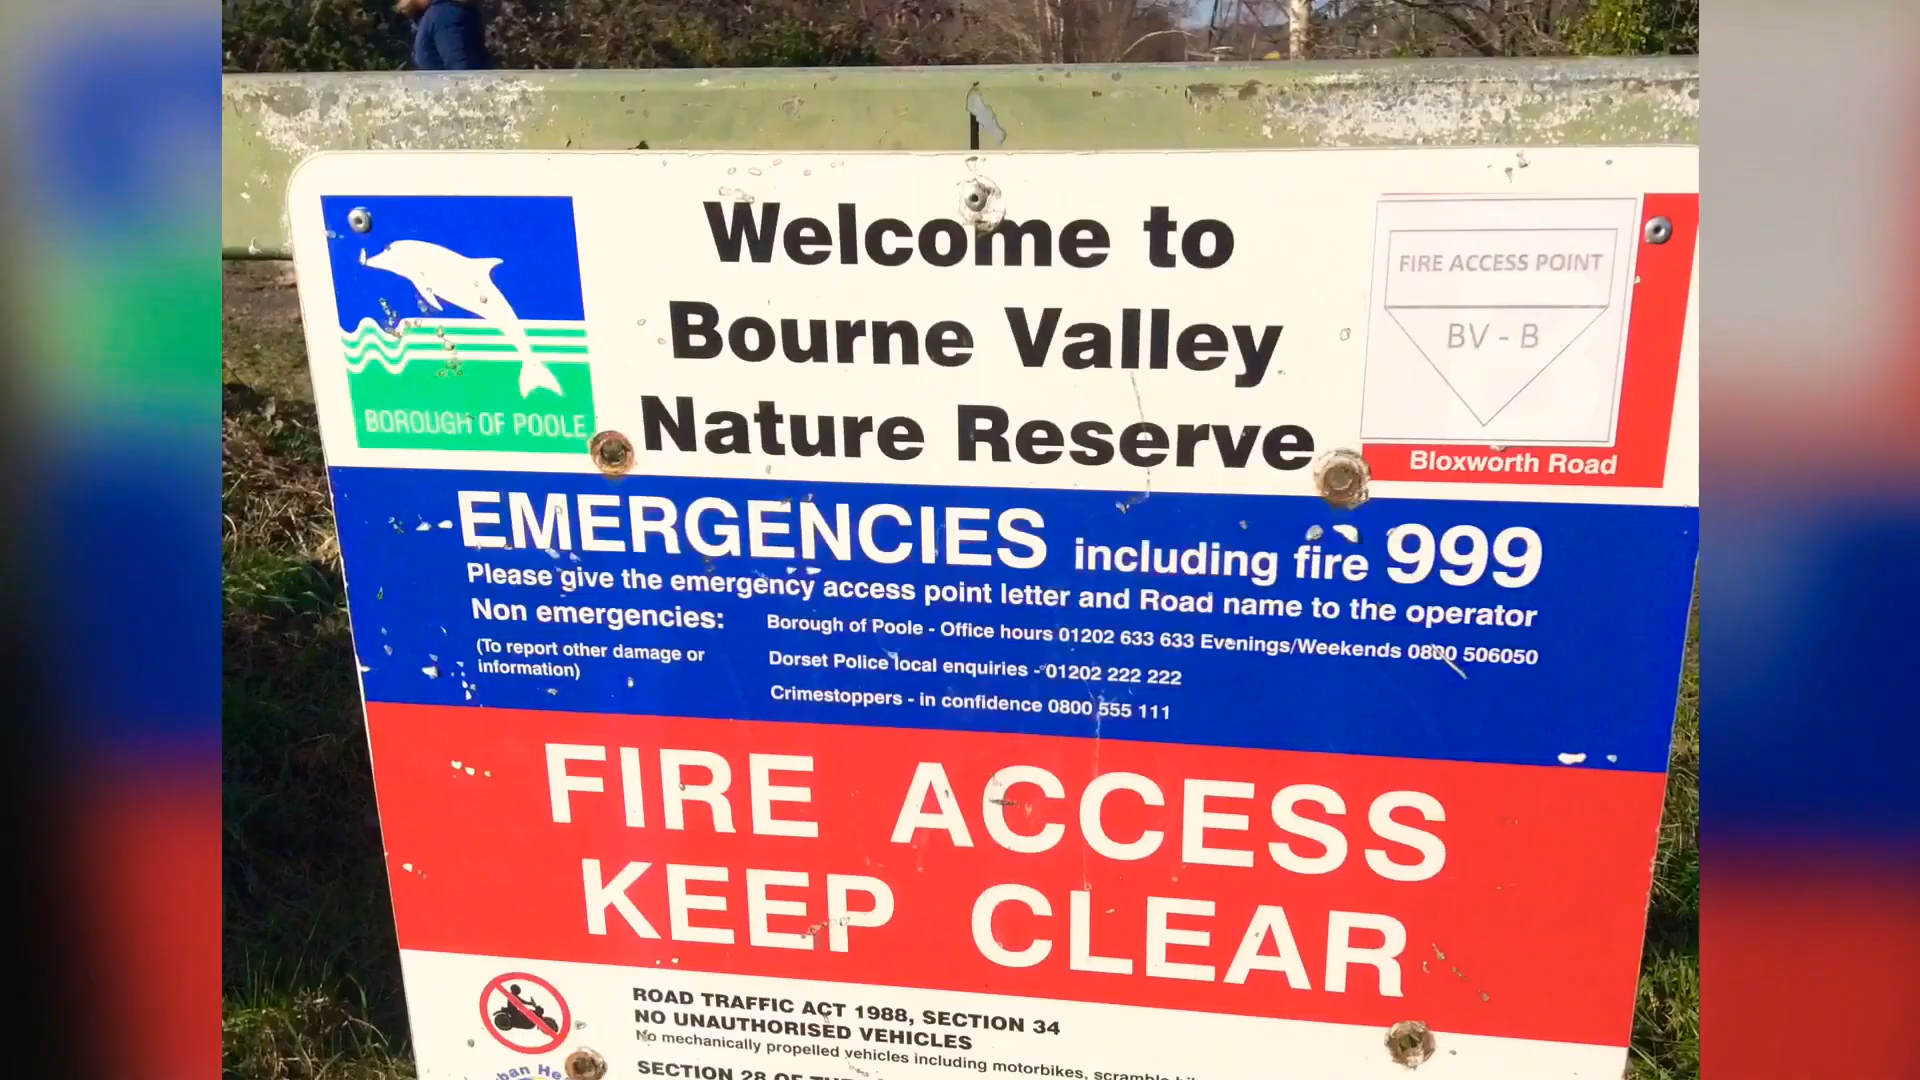 Welcome to
Bourne Valley
Nature Reserve
BOROUGH OF POOLE
FIRE ACCESS POINT
BV - B
Bloxworth Road
EMERGENCIES including fire 999
Please give the emergency access point letter and Road name to the operator
Non emergencies:
(To report other damage or
information)
Borough of Poole - Office hours 01202 633 633 Evenings/Weekends 0800 506050
Dorset Police local enquiries - 01202 222 222
Crimestoppers - in confidence 0800 555 111
FIRE ACCESS
KEEP CLEAR
ROAD TRAFFIC ACT 1988, SECTION 34
NO UNAUTHORISED VEHICLES
No mechanically propelled vehicles including motorbikes,
SECTION 28 OF